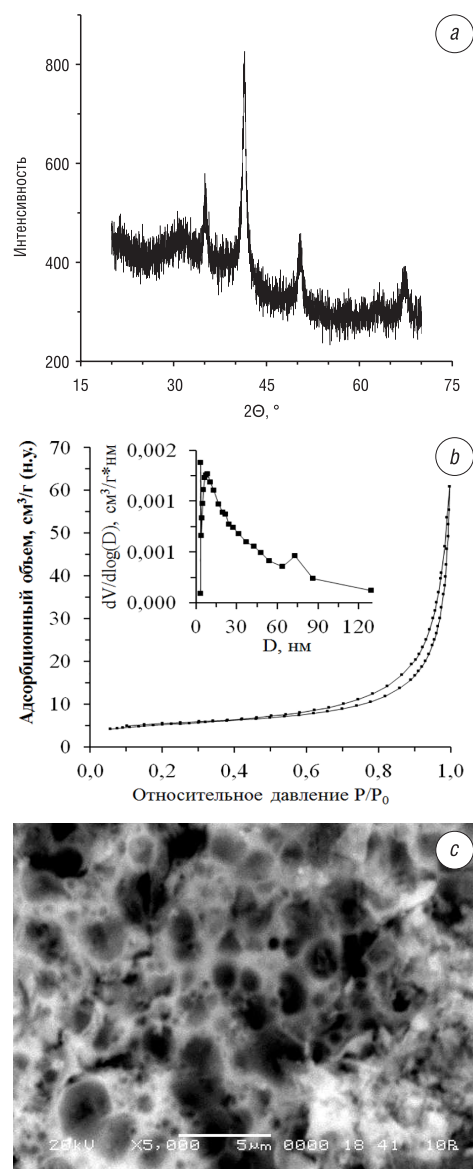 a
800
Интенсивность
600
400
200
15 30 45 60 75
2Θ, °
b
70
60
50
40
30
20
10
0
Адсорбционный объем, см³/г (н.у.)
0,002
0,001
0,001
0,000
dV/dlog(D), см³/г*нм
0 30 60 90 120
D, нм
0,0 0,2 0,4 0,6 0,8 1,0
Относительное давление P/P₀
c
20kV X5,000 5μm 0000 18 41